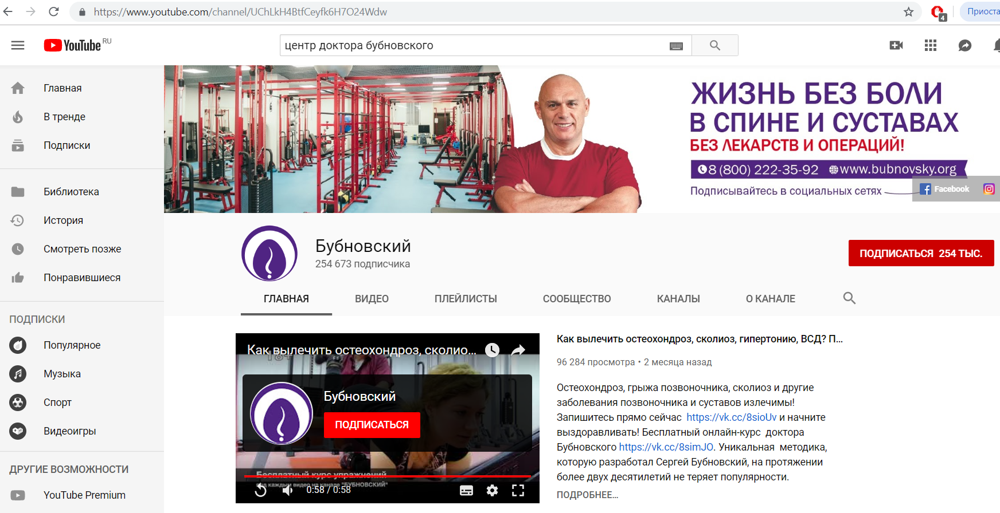 https://www.youtube.com/channel/UChLkH4BtfCeyfk6H7O24Wdw
4
Приоста
YouTube RU
центр доктора бубновского
Главная
В тренде
Подписки
Библиотека
История
Смотреть позже
Понравившиеся
ПОДПИСКИ
Популярное
Музыка
Спорт
Видеоигры
ДРУГИЕ ВОЗМОЖНОСТИ
YouTube Premium
ЖИЗНЬ БЕЗ БОЛИ
В СПИНЕ И СУСТАВАХ
БЕЗ ЛЕКАРСТВ И ОПЕРАЦИЙ!
8 (800) 222-35-92 www.bubnovsky.org
Подписывайтесь в социальных сетях
Facebook
Бубновский
254 673 подписчика
ПОДПИСАТЬСЯ 254 ТЫС.
ГЛАВНАЯ ВИДЕО ПЛЕЙЛИСТЫ СООБЩЕСТВО КАНАЛЫ О КАНАЛЕ
Как вылечить остеохондроз, сколио...
18+
Бубновский
ПОДПИСАТЬСЯ
Бесплатный курс упражнений
под каждым видео на канале "БУБНОВСКИЙ"
0:58 / 0:58
Как вылечить остеохондроз, сколиоз, гипертонию, ВСД? П...
96 284 просмотра • 2 месяца назад
Остеохондроз, грыжа позвоночника, сколиоз и другие
заболевания позвоночника и суставов излечимы!
Запишитесь прямо сейчас https://vk.cc/8sioUv и начните
выздоравливать! Бесплатный онлайн-курс доктора
Бубновского https://vk.cc/8simJO. Уникальная методика,
которую разработал Сергей Бубновский, на протяжении
более двух десятилетий не теряет популярности.
ПОДРОБНЕЕ...